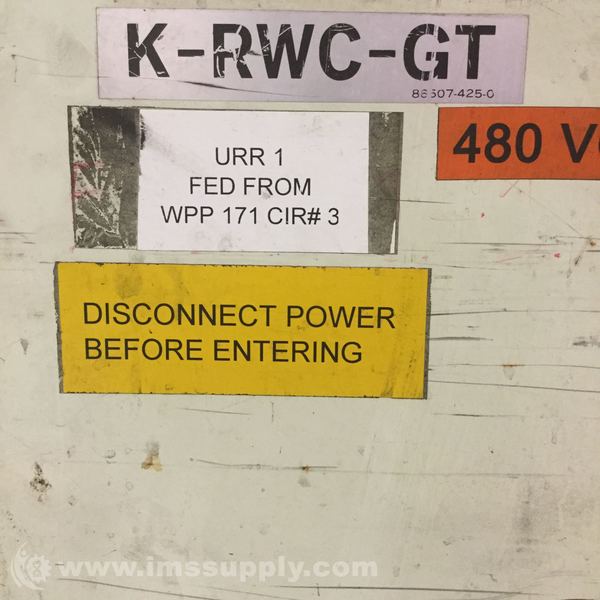 K-RWC-GT
86507-425-0
URR 1
FED FROM
WPP 171 CIR# 3
480 V
DISCONNECT POWER
BEFORE ENTERING
www.imssupply.com